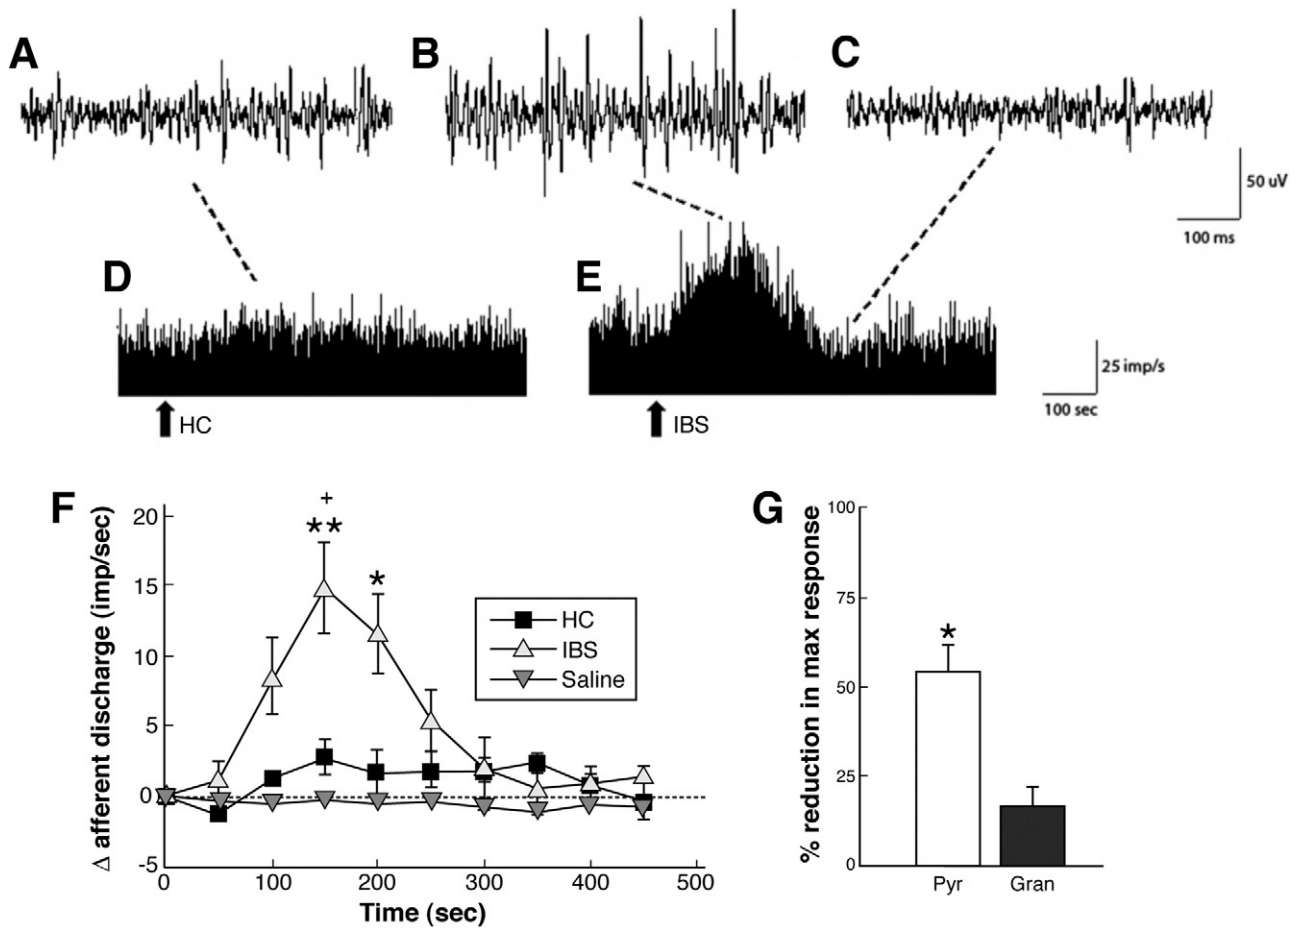 A
B
C
50 uV
100 ms
D
E
25 imp/s
100 sec
HC
IBS
F
Δ afferent discharge (imp/sec)
20
15
10
5
0
-5
+
**
*
HC
IBS
Saline
0
100
200
300
400
500
Time (sec)
G
% reduction in max response
100
75
50
25
0
*
Pyr
Gran